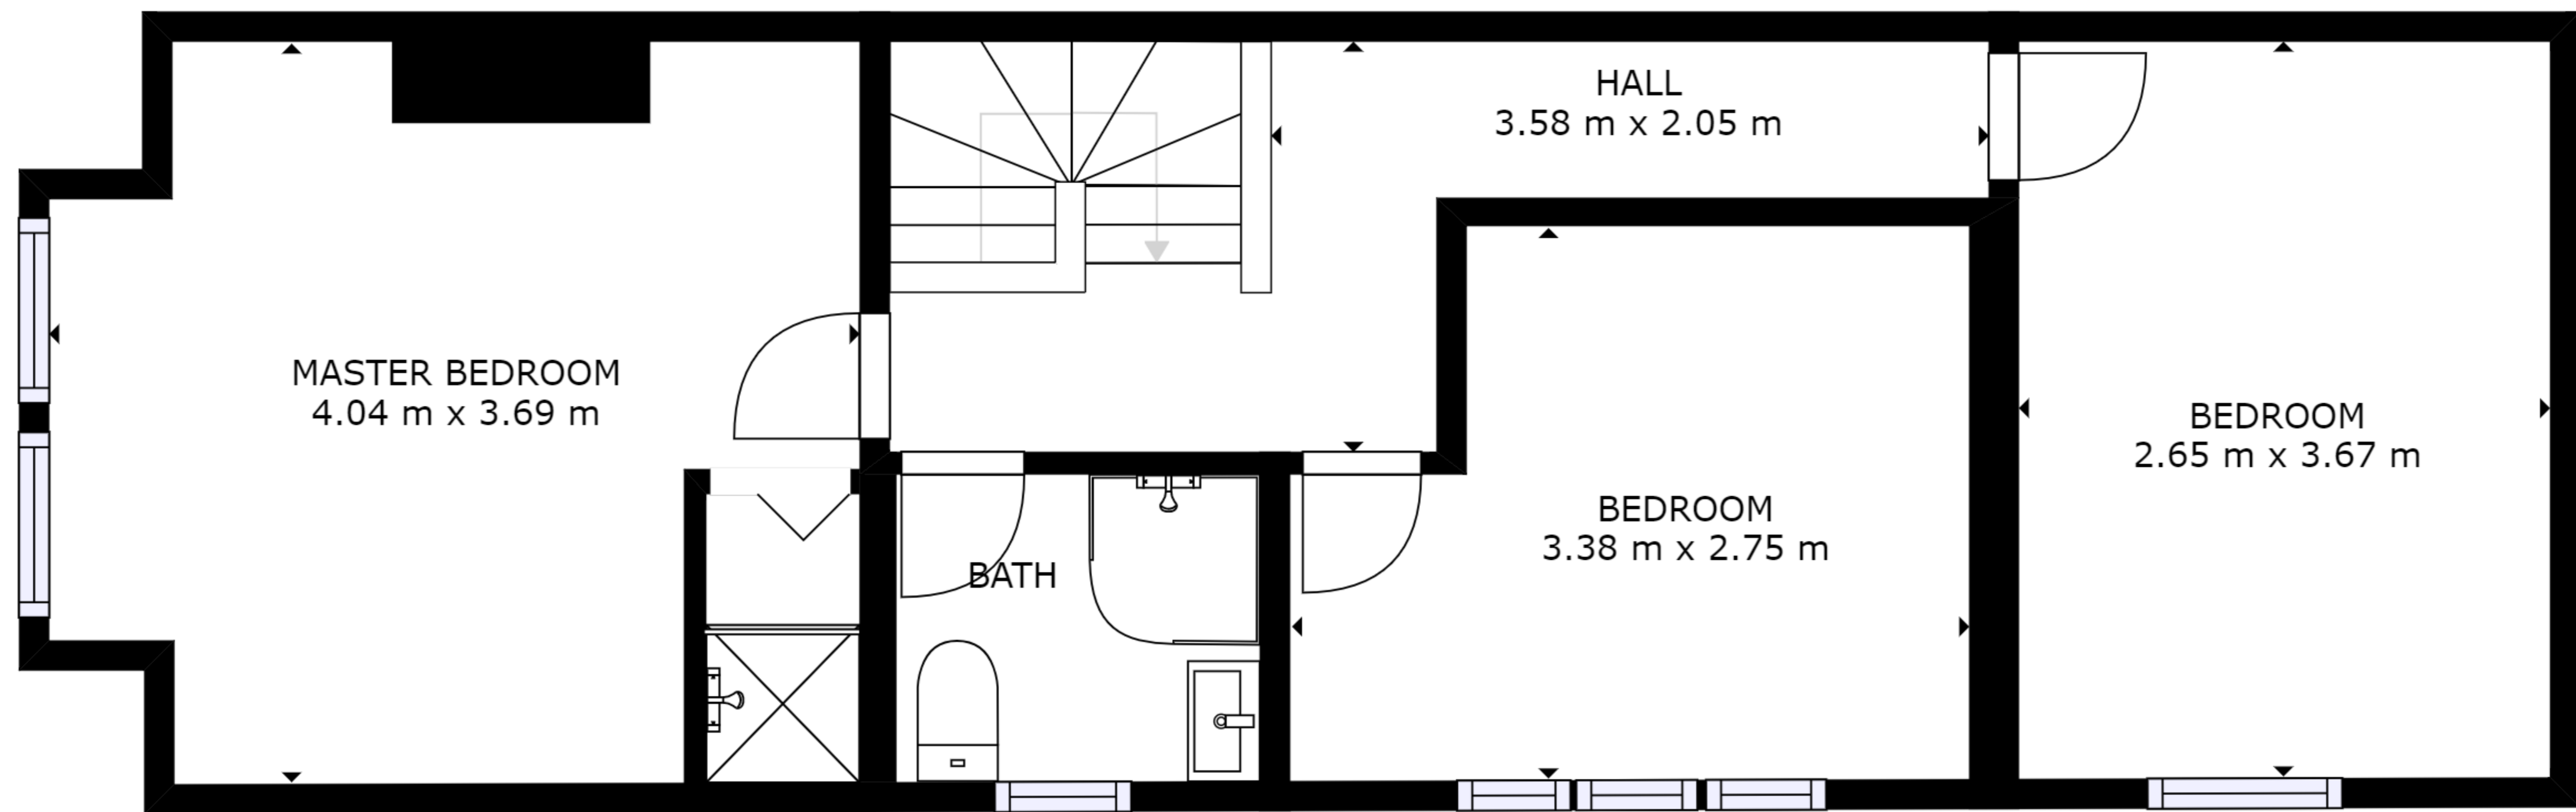 HALL
3.58 m x 2.05 m
MASTER BEDROOM
4.04 m x 3.69 m
BEDROOM
2.65 m x 3.67 m
BEDROOM
3.38 m x 2.75 m
BATH